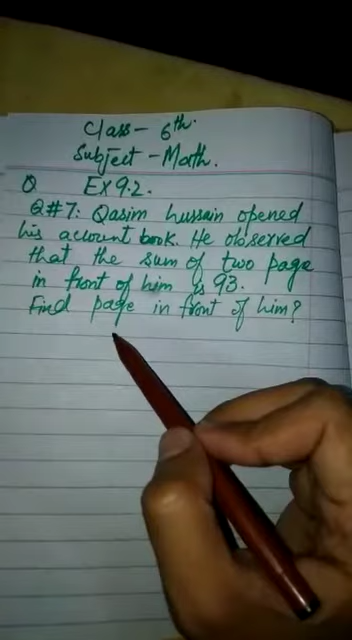 Class - 6th.
Subject - Math.
Q EX 9.2.
Q#7: Qasim hussain opened
his account book. He observed
that the sum of two page
in front of him is 93.
Find page in front of him?